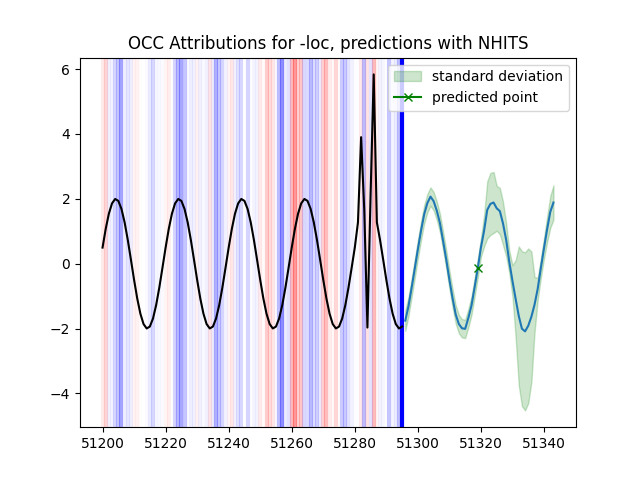 OCC Attributions for -loc, predictions with NHITS
standard deviation
predicted point
6
4
2
0
−2
−4
51200 51220 51240 51260 51280 51300 51320 51340